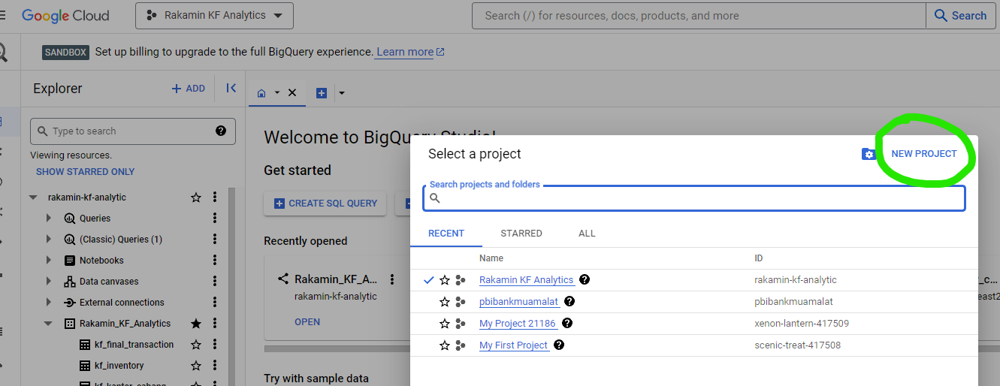 Google Cloud
Rakamin KF Analytics
Search (/) for resources, docs, products, and more
Search
SANDBOX Set up billing to upgrade to the full BigQuery experience. Learn more
Explorer
+ ADD
Type to search
Viewing resources.
SHOW STARRED ONLY
rakamin-kf-analytic
Queries
(Classic) Queries (1)
Notebooks
Data canvases
External connections
Rakamin_KF_Analytics
kf_final_transaction
kf_inventory
Welcome to BigQuery Studio!
Get started
CREATE SQL QUERY
Recently opened
Rakamin_KF_A...
rakamin-kf-analytic
OPEN
Try with sample data
Select a project
NEW PROJECT
Search projects and folders
RECENT STARRED ALL
Name ID
Rakamin KF Analytics rakamin-kf-analytic
pbibankmuamalat pbibankmuamalat
My Project 21186 xenon-lantern-417509
My First Project scenic-treat-417508